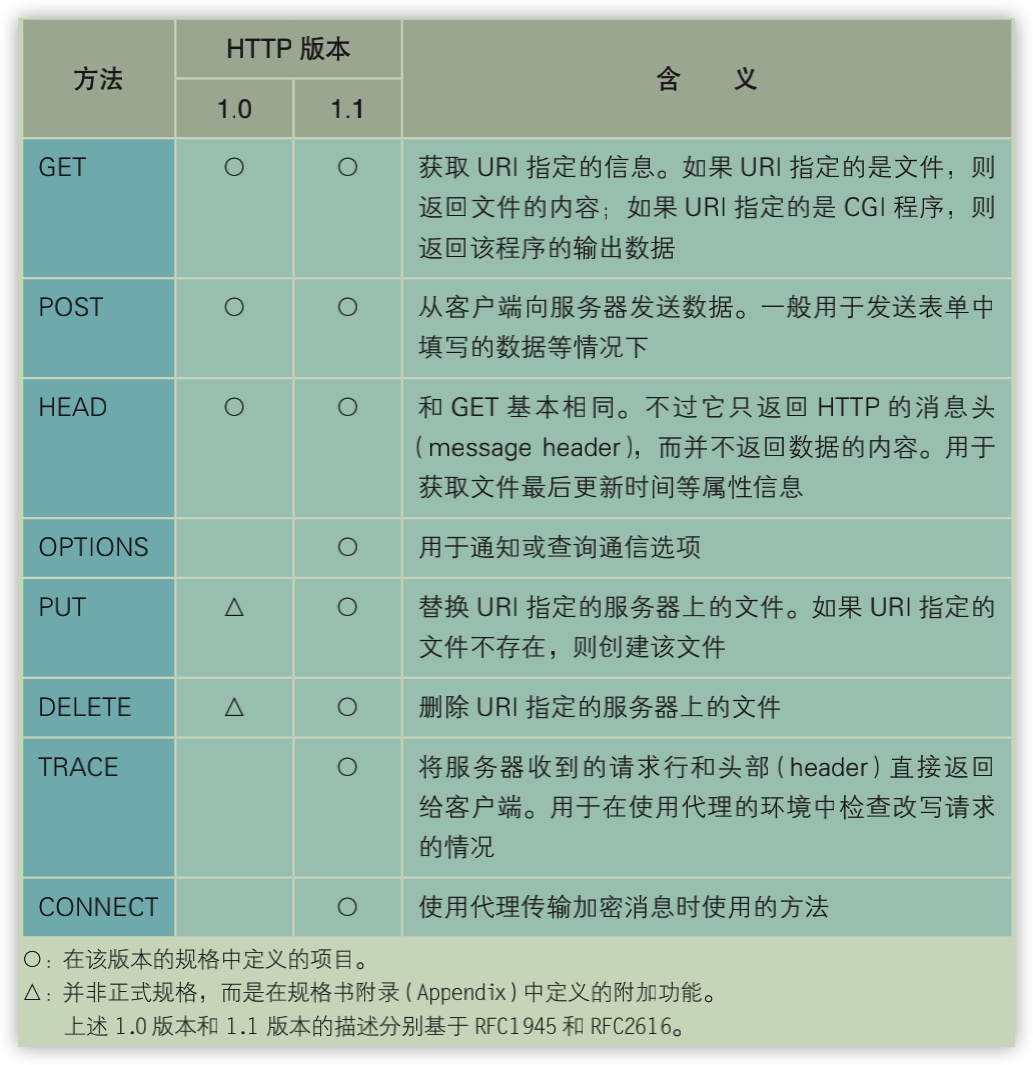 方法
HTTP 版本
含 义
1.0 1.1
GET ○ ○ 获取 URI 指定的信息。如果 URI 指定的是文件，则
返回文件的内容；如果 URI 指定的是 CGI 程序，则
返回该程序的输出数据
POST ○ ○ 从客户端向服务器发送数据。一般用于发送表单中
填写的数据等情况下
HEAD ○ ○ 和 GET 基本相同。不过它只返回 HTTP 的消息头
(message header)，而并不返回数据的内容。用于
获取文件最后更新时间等属性信息
OPTIONS ○ 用于通知或查询通信选项
PUT △ ○ 替换 URI 指定的服务器上的文件。如果 URI 指定的
文件不存在，则创建该文件
DELETE △ ○ 删除 URI 指定的服务器上的文件
TRACE ○ 将服务器收到的请求行和头部(header)直接返回
给客户端。用于在使用代理的环境中检查改写请求
的情况
CONNECT ○ 使用代理传输加密消息时使用的方法
○：在该版本的规格中定义的项目。
△：并非正式规格，而是在规格书附录(Appendix)中定义的附加功能。
上述 1.0 版本和 1.1 版本的描述分别基于 RFC1945 和 RFC2616。